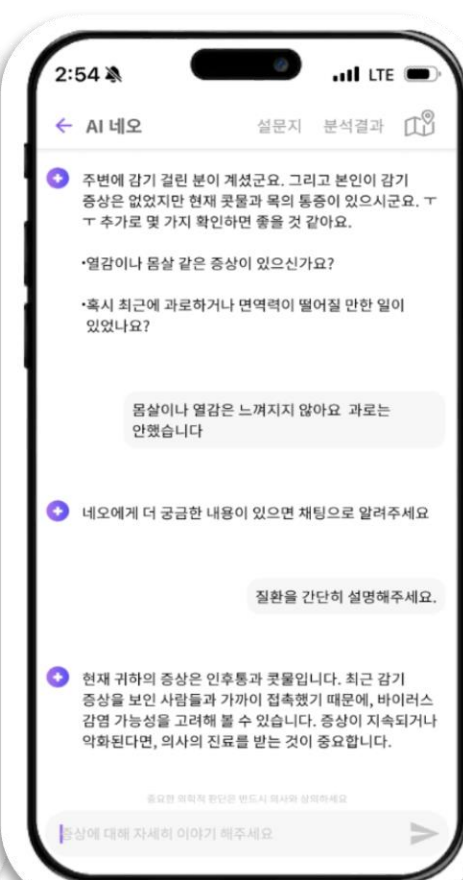 2:54
LTE
AI 네오
설문지
분석결과
주변에 감기 걸린 분이 계셨군요. 그리고 본인이 감기
증상은 없었지만 현재 콧물과 목의 통증이 있으시군요. ㅜ
ㅜ 추가로 몇 가지 확인하면 좋을 것 같아요.
•열감이나 몸살 같은 증상이 있으신가요?
•혹시 최근에 과로하거나 면역력이 떨어질 만한 일이
있었나요?
몸살이나 열감은 느껴지지 않아요 과로는
안했습니다
네오에게 더 궁금한 내용이 있으면 채팅으로 알려주세요
질환을 간단히 설명해주세요.
현재 귀하의 증상은 인후통과 콧물입니다. 최근 감기
증상을 보인 사람들과 가까이 접촉했기 때문에, 바이러스
감염 가능성을 고려해 볼 수 있습니다. 증상이 지속되거나
악화된다면, 의사의 진료를 받는 것이 중요합니다.
중요한 의학적 판단은 반드시 의사와 상의하세요
증상에 대해 자세히 이야기 해주세요